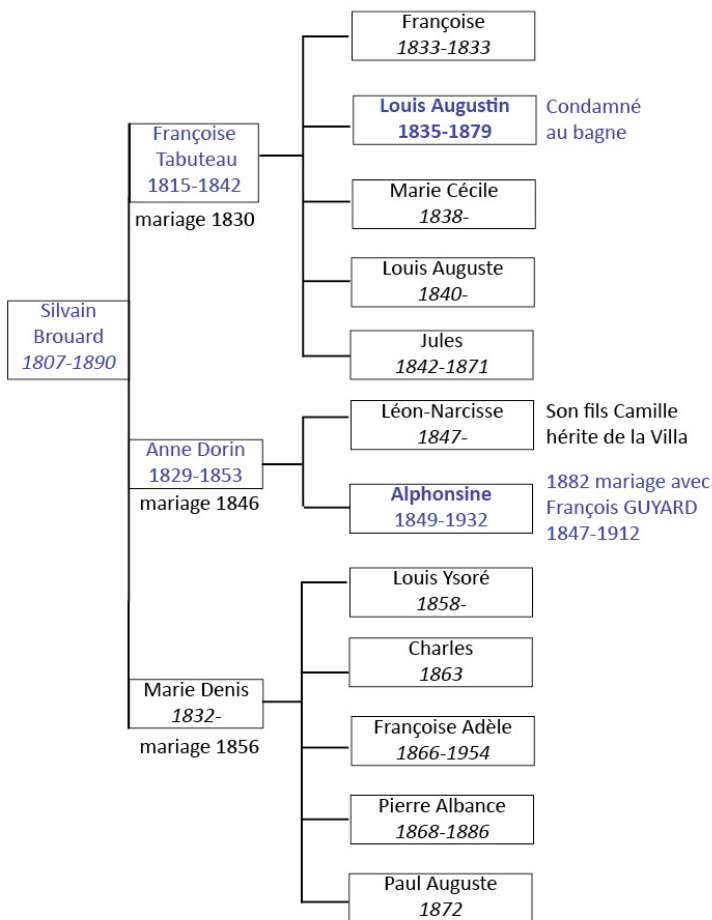 Françoise
1833-1833
Louis Augustin
1835-1879
Condamné
au bagne
Françoise
Tabuteau
1815-1842
mariage 1830
Marie Cécile
1838-
Louis Auguste
1840-
Silvain
Brouard
1807-1890
Jules
1842-1871
Léon-Narcisse
1847-
Son fils Camille
hérite de la Villa
Anne Dorin
1829-1853
mariage 1846
Alphonsine
1849-1932
1882 mariage avec
François GUYARD
1847-1912
Louis Ysoré
1858-
Charles
1863
Marie Denis
1832-
mariage 1856
Françoise Adèle
1866-1954
Pierre Albance
1868-1886
Paul Auguste
1872